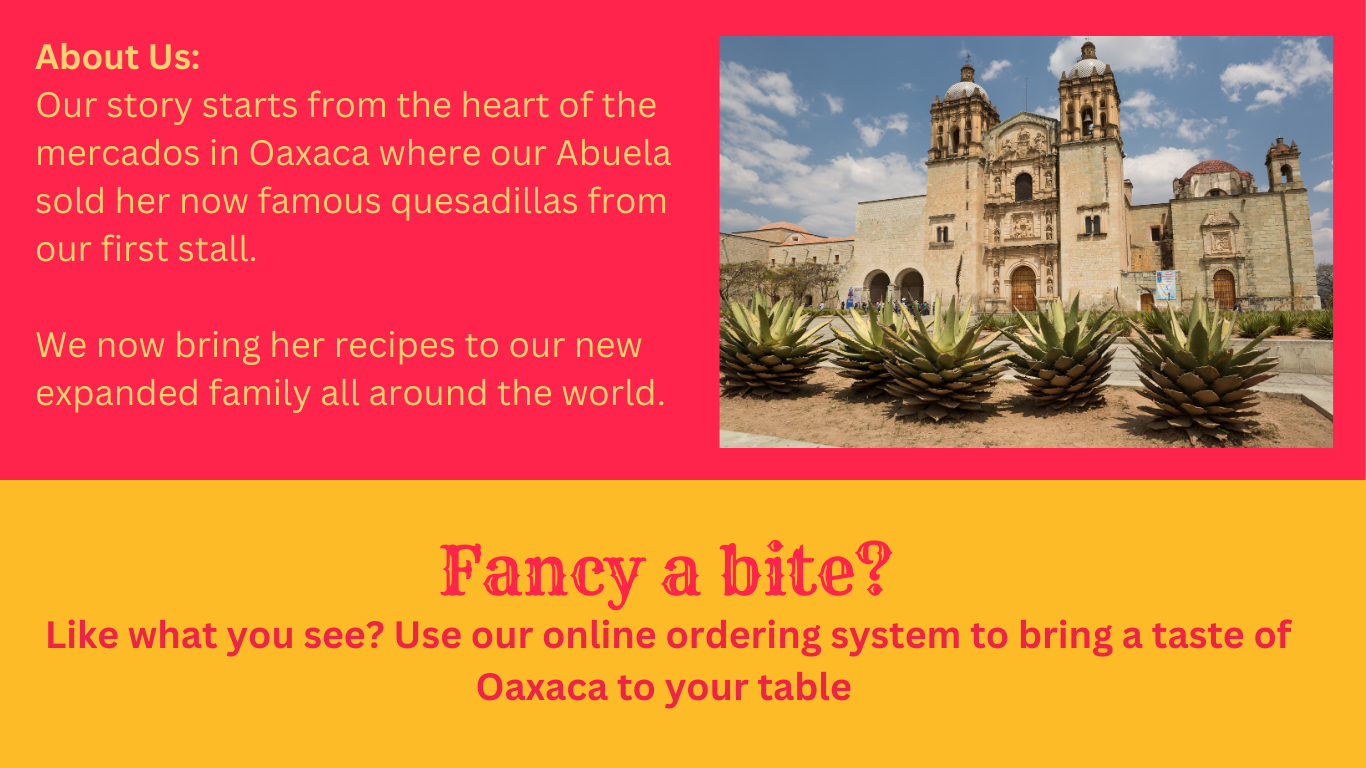 About Us:
Our story starts from the heart of the
mercados in Oaxaca where our Abuela
sold her now famous quesadillas from
our first stall.
We now bring her recipes to our new
expanded family all around the world.
Fancy a bite?
Like what you see? Use our online ordering system to bring a taste of
Oaxaca to your table